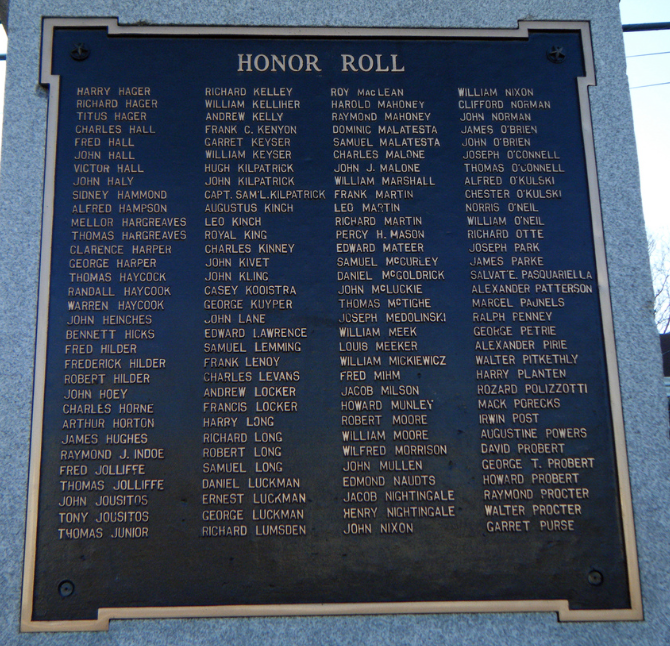 HONOR ROLL
HARRY HAGER
RICHARD HAGER
TITUS HAGER
CHARLES HALL
FRED HALL
JOHN HALL
VICTOR HALL
JOHN HALY
SIDNEY HAMMOND
ALFRED HAMPSON
MELLOR HARGREAVES
THOMAS HARGREAVES
CLARENCE HARPER
GEORGE HARPER
THOMAS HAYCOCK
RANDALL HAYCOOK
WARREN HAYCOOK
JOHN HEINCHES
BENNETT HICKS
FRED HILDER
FREDERICK HILDER
ROBERT HILDER
JOHN HOEY
CHARLES HORNE
ARTHUR HORTON
JAMES HUGHES
RAYMOND J. INDOE
FRED JOLLIFFE
THOMAS JOLLIFFE
JOHN JOUSITOS
TONY JOUSITOS
THOMAS JUNIOR
RICHARD KELLEY
WILLIAM KELLIHER
ANDREW KELLY
FRANK C. KENYON
GARRET KEYSER
WILLIAM KEYSER
HUGH KILPATRICK
JOHN KILPATRICK
CAPT. SAM'L. KILPATRICK
AUGUSTUS KINCH
LEO KINCH
ROYAL KING
CHARLES KINNEY
JOHN KIVET
JOHN KLING
CASEY KOOISTRA
GEORGE KUYPER
JOHN LANE
EDWARD LAWRENCE
SAMUEL LEMMING
FRANK LENOY
CHARLES LEVANS
ANDREW LOCKER
FRANCIS LOCKER
HARRY LONG
RICHARD LONG
ROBERT LONG
SAMUEL LONG
DANIEL LUCKMAN
ERNEST LUCKMAN
GEORGE LUCKMAN
RICHARD LUMSDEN
ROY MACLEAN
HAROLD MAHONEY
RAYMOND MAHONEY
DOMINIC MALATESTA
SAMUEL MALATESTA
CHARLES MALONE
JOHN J. MALONE
WILLIAM MARSHALL
FRANK MARTIN
LEO MARTIN
RICHARD MARTIN
PERCY H. MASON
EDWARD MATEER
SAMUEL McCURLEY
DANIEL McGOLDRICK
JOHN McLUCKIE
THOMAS McTIGHE
JOSEPH MEDOLINSKI
WILLIAM MEEK
LOUIS MEEKER
WILLIAM MICKIEWICZ
FRED MIHM
JACOB MILSON
HOWARD MUNLEY
ROBERT MOORE
WILLIAM MOORE
WILFRED MORRISON
JOHN MULLEN
EDMOND NAUDTS
JACOB NIGHTINGALE
HENRY NIGHTINGALE
JOHN NIXON
WILLIAM NIXON
CLIFFORD NORMAN
JOHN NORMAN
JAMES O'BRIEN
JOHN O'BRIEN
JOSEPH O'CONNELL
THOMAS O'CONNELL
ALFRED O'KULSKI
CHESTER O'KULSKI
NORRIS O'NEIL
WILLIAM O'NEIL
RICHARD OTTE
JOSEPH PARK
JAMES PARKE
SALVAT'E. PASQUARIELLA
ALEXANDER PATTERSON
MARCEL PAUNELS
RALPH PENNEY
GEORGE PETRIE
ALEXANDER PIRIE
WALTER PITKETHLY
HARRY PLANTEN
ROZARD POLIZZOTTI
MACK PORECKS
IRWIN POST
AUGUSTINE POWERS
DAVID PROBERT
GEORGE T. PROBERT
HOWARD PROBERT
RAYMOND PROCTER
WALTER PROCTER
GARRET PURSE